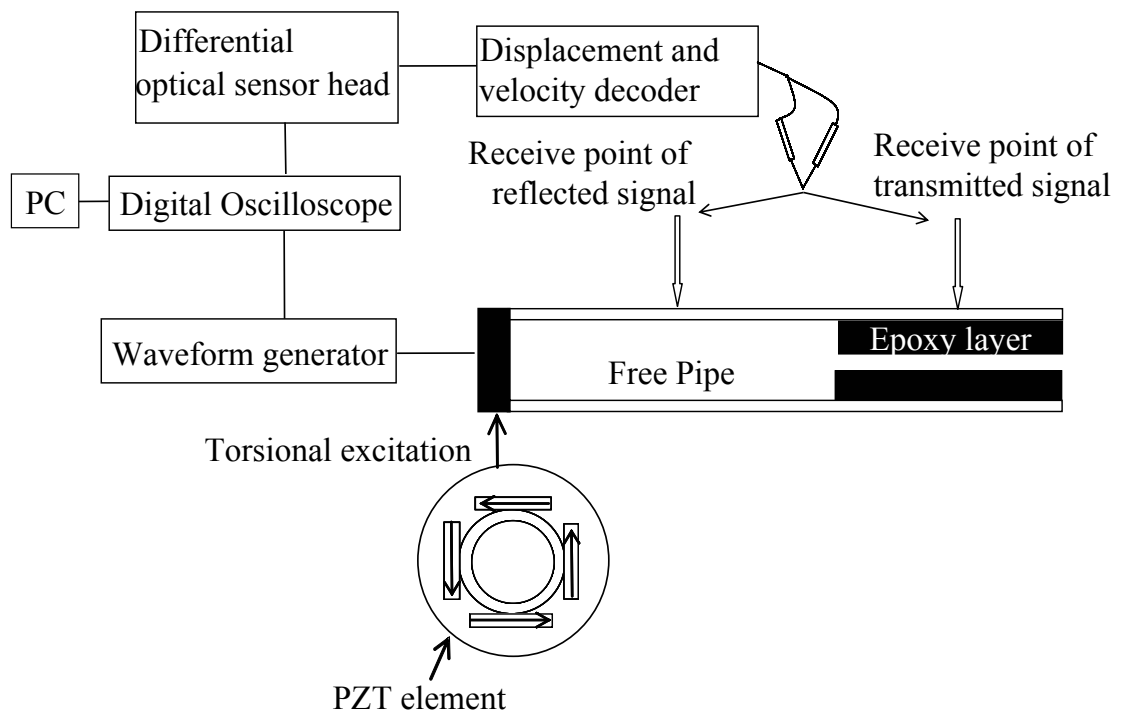 Differential
optical sensor head
Displacement and
velocity decoder
Receive point of
reflected signal
Receive point of
transmitted signal
PC
Digital Oscilloscope
Waveform generator
Epoxy layer
Free Pipe
Torsional excitation
PZT element